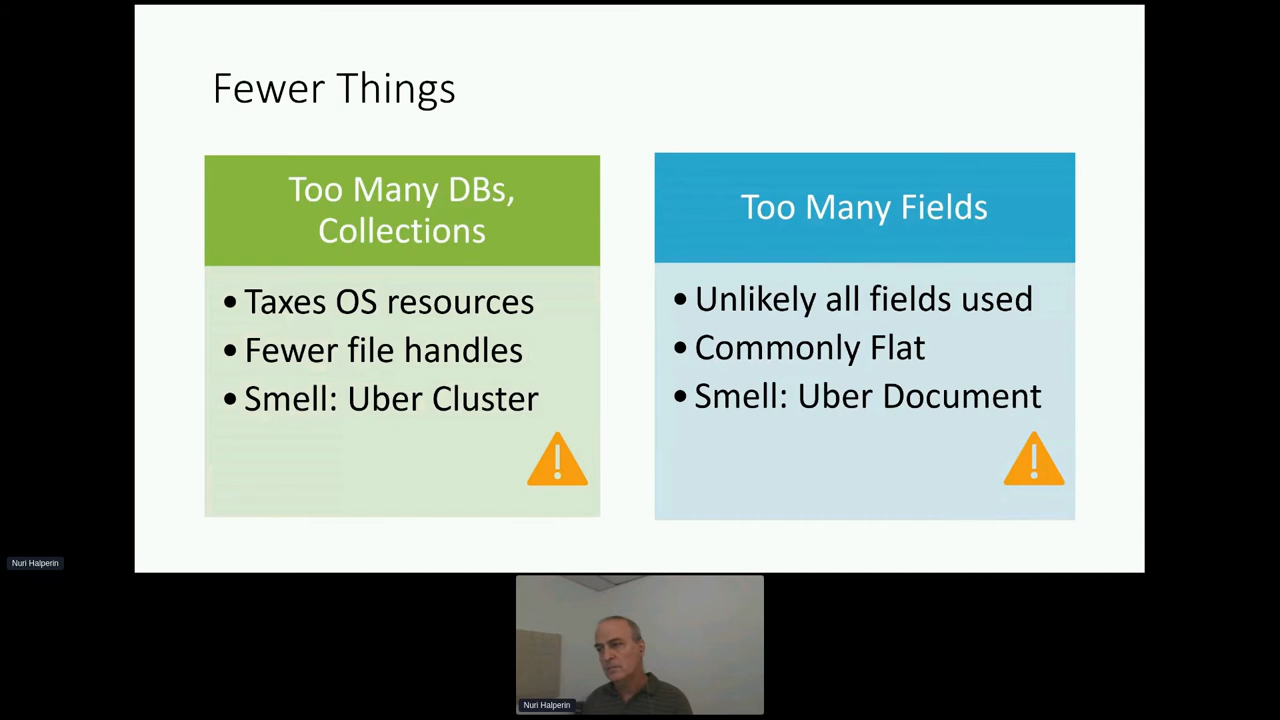 Fewer Things
Too Many DBs,
Collections
• Taxes OS resources
• Fewer file handles
• Smell: Uber Cluster
Too Many Fields
• Unlikely all fields used
• Commonly Flat
• Smell: Uber Document
Nuri Halperin
Nuri Halperin